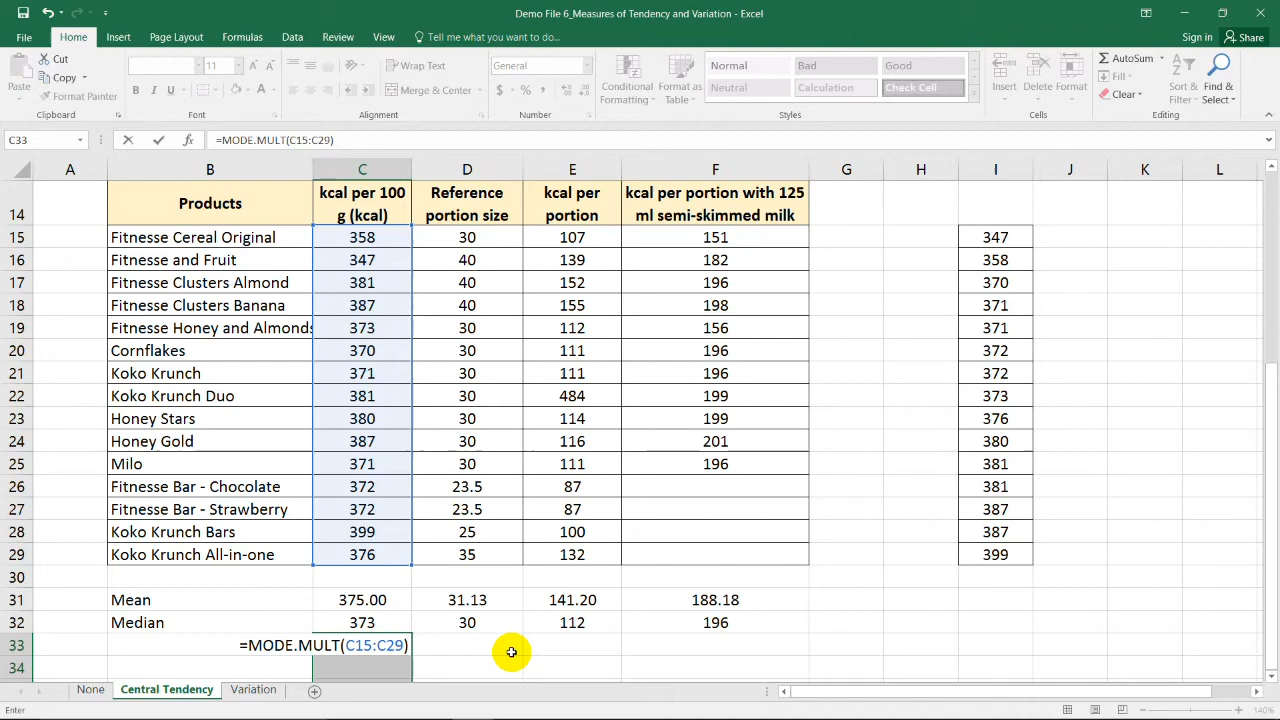 Demo File 6_Measures of Tendency and Variation - Excel
File Home Insert Page Layout Formulas Data Review View Tell me what you want to do... Sign in Share
Paste Cut Copy Format Painter Clipboard
11 B I U Font
Wrap Text Merge & Center Alignment
General $ % , Number
Conditional Formatting Format as Table Normal Bad Good Neutral Calculation Check Cell Styles
Insert Delete Format Cells
AutoSum Fill Clear Sort & Filter Find & Select Editing
C33 fx =MODE.MULT(C15:C29)
A B C D E F G H I J K L
14 Products kcal per 100 g (kcal) Reference portion size kcal per portion kcal per portion with 125 ml semi-skimmed milk
15 Fitnesse Cereal Original 358 30 107 151 347
16 Fitnesse and Fruit 347 40 139 182 358
17 Fitnesse Clusters Almond 381 40 152 196 370
18 Fitnesse Clusters Banana 387 40 155 198 371
19 Fitnesse Honey and Almonds 373 30 112 156 371
20 Cornflakes 370 30 111 196 372
21 Koko Krunch 371 30 111 196 372
22 Koko Krunch Duo 381 30 484 199 373
23 Honey Stars 380 30 114 199 376
24 Honey Gold 387 30 116 201 380
25 Milo 371 30 111 196 381
26 Fitnesse Bar - Chocolate 372 23.5 87 381
27 Fitnesse Bar - Strawberry 372 23.5 87 387
28 Koko Krunch Bars 399 25 100 387
29 Koko Krunch All-in-one 376 35 132 399
30
31 Mean 375.00 31.13 141.20 188.18
32 Median 373 30 112 196
33 =MODE.MULT(C15:C29)
34
None Central Tendency Variation
Enter 140%